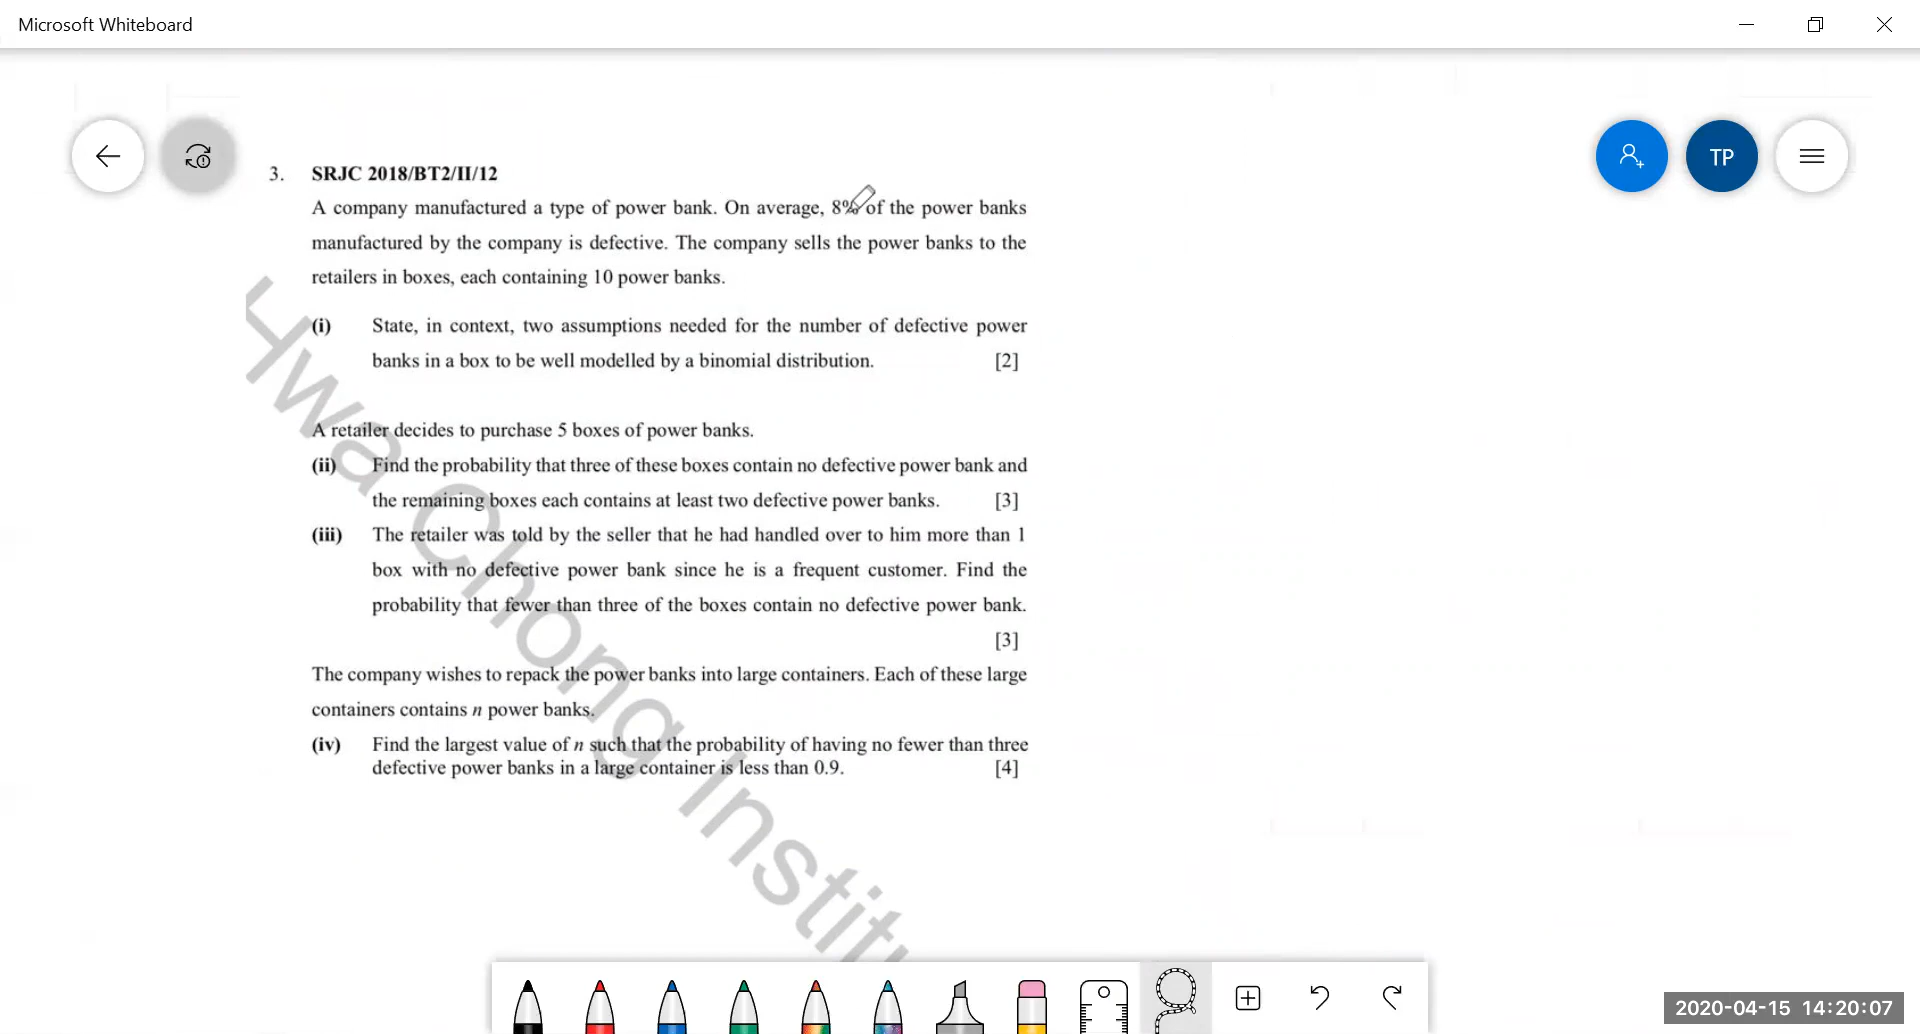 Microsoft Whiteboard
TP
3. SRJC 2018/BT2/II/12
A company manufactured a type of power bank. On average, 8% of the power banks
manufactured by the company is defective. The company sells the power banks to the
retailers in boxes, each containing 10 power banks.
(i) State, in context, two assumptions needed for the number of defective power
banks in a box to be well modelled by a binomial distribution. [2]
A retailer decides to purchase 5 boxes of power banks.
(ii) Find the probability that three of these boxes contain no defective power bank and
the remaining boxes each contains at least two defective power banks. [3]
(iii) The retailer was told by the seller that he had handled over to him more than 1
box with no defective power bank since he is a frequent customer. Find the
probability that fewer than three of the boxes contain no defective power bank.
[3]
The company wishes to repack the power banks into large containers. Each of these large
containers contains n power banks.
(iv) Find the largest value of n such that the probability of having no fewer than three
defective power banks in a large container is less than 0.9. [4]
Hwa Chong Institu
2020-04-15 14:20:07